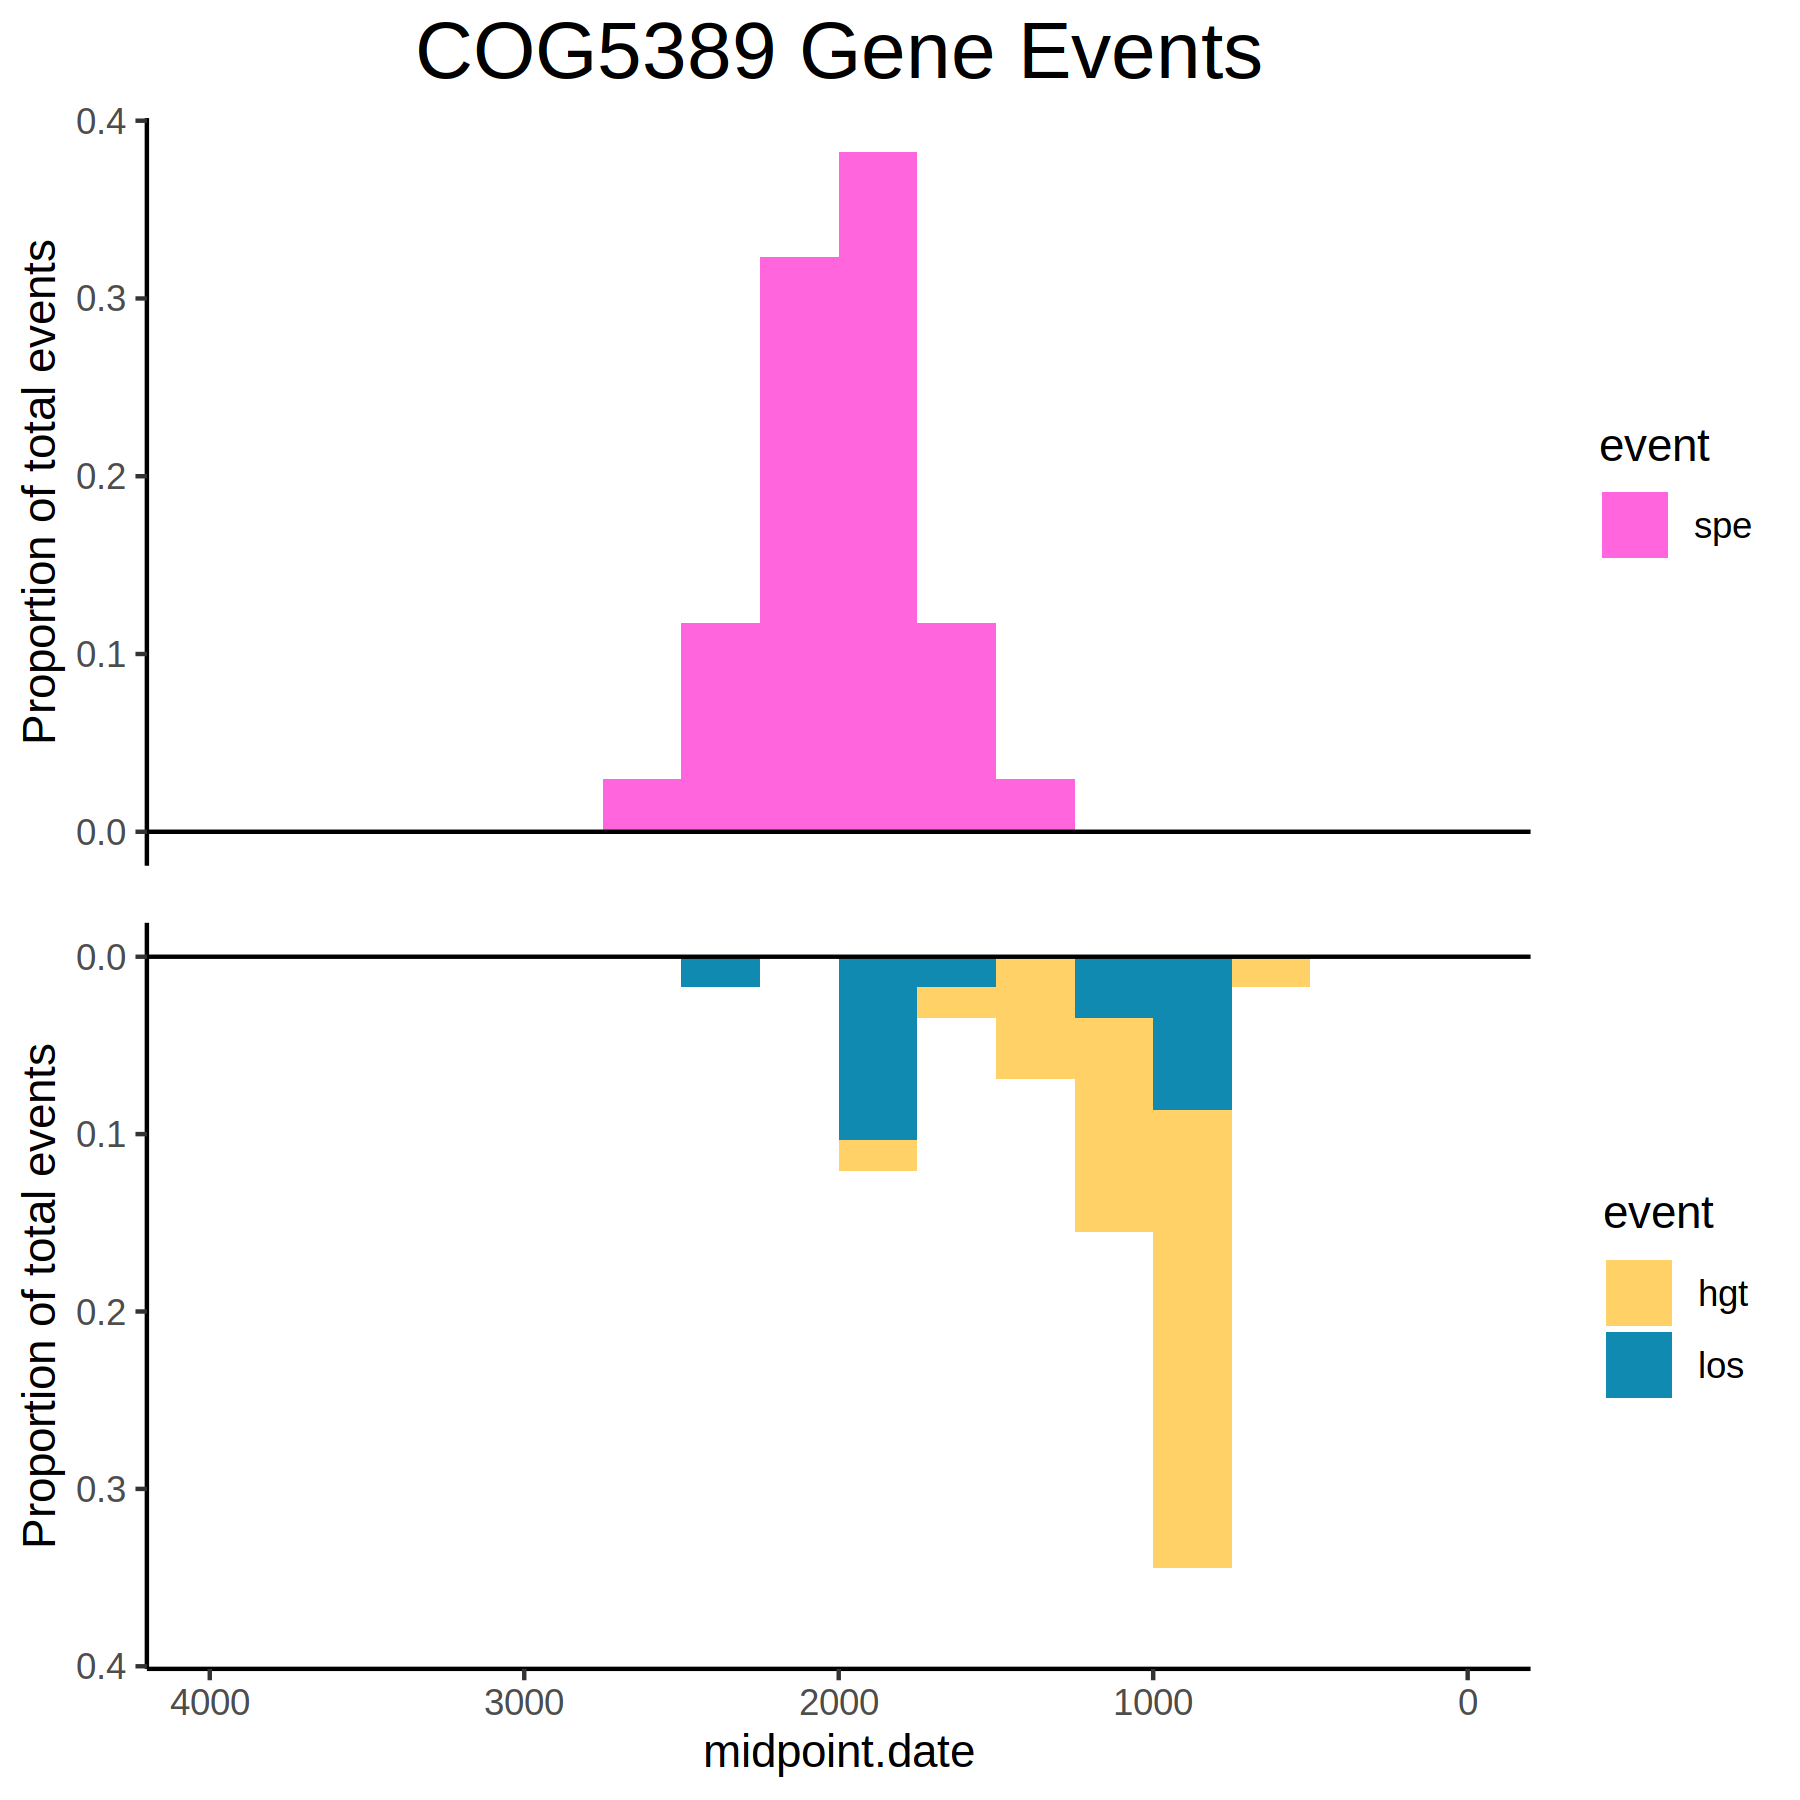 COG5389 Gene Events
Proportion of total events
0.4
0.3
0.2
0.1
0.0
event
spe
Proportion of total events
0.0
0.1
0.2
0.3
0.4
event
hgt
los
4000 3000 2000 1000 0
midpoint.date